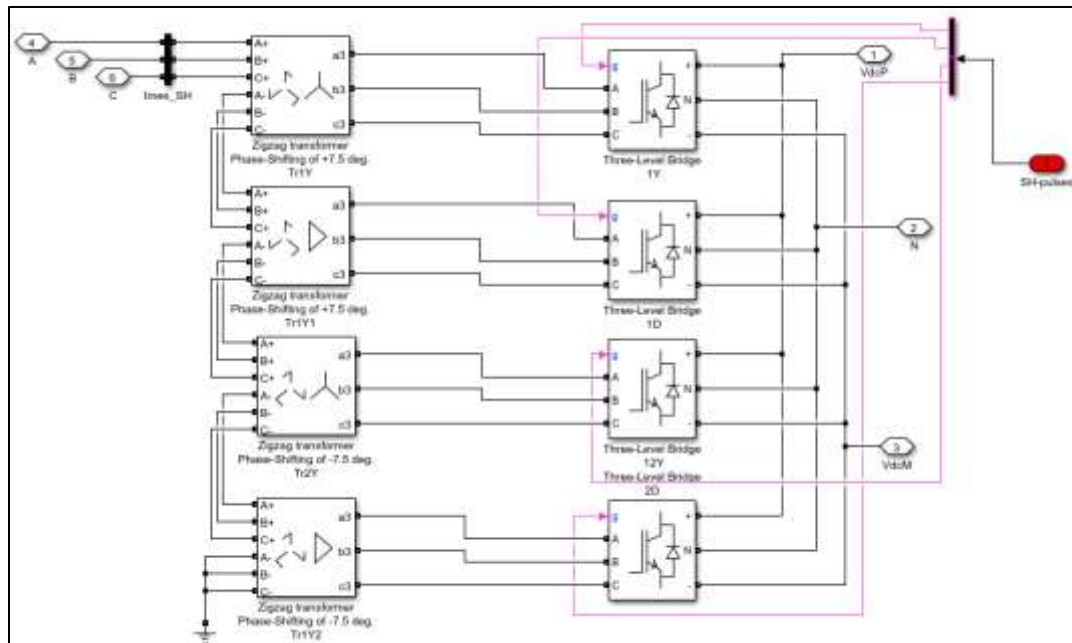 4
A
5
B
6
C
Imes_SH
A+
B+
C+
A-
B-
C-
a3
b3
c3
Zigzag transformer
Phase-Shifting of +7.5 deg.
Tr1Y
g
A
B
C
+
N
-
Three-Level Bridge
1Y
1
VdcP
SH-pulses
A+
B+
C+
A-
B-
C-
a3
b3
c3
Zigzag transformer
Phase-Shifting of +7.5 deg.
Tr1Y1
g
A
B
C
+
N
-
Three-Level Bridge
1D
2
N
A+
B+
C+
A-
B-
C-
a3
b3
c3
Zigzag transformer
Phase-Shifting of -7.5 deg.
Tr2Y
g
A
B
C
+
N
-
Three-Level Bridge
12Y
3
VdcM
Three-Level Bridge
2D
A+
B+
C+
A-
B-
C-
a3
b3
c3
Zigzag transformer
Phase-Shifting of -7.5 deg.
Tr1Y2
g
A
B
C
+
N
-